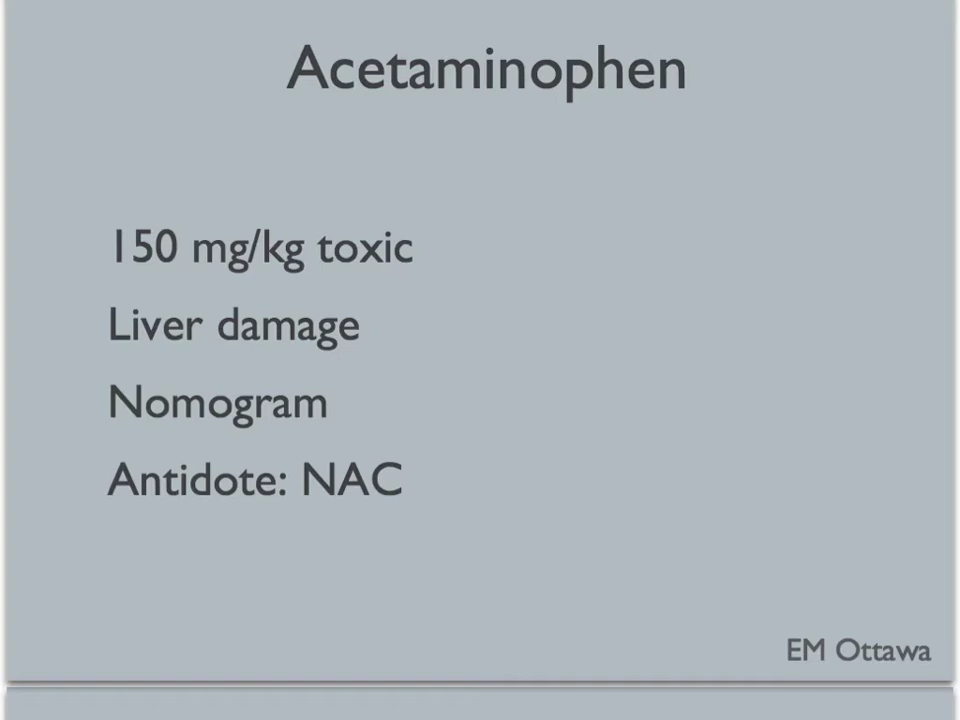 Acetaminophen
150 mg/kg toxic
Liver damage
Nomogram
Antidote: NAC
EM Ottawa